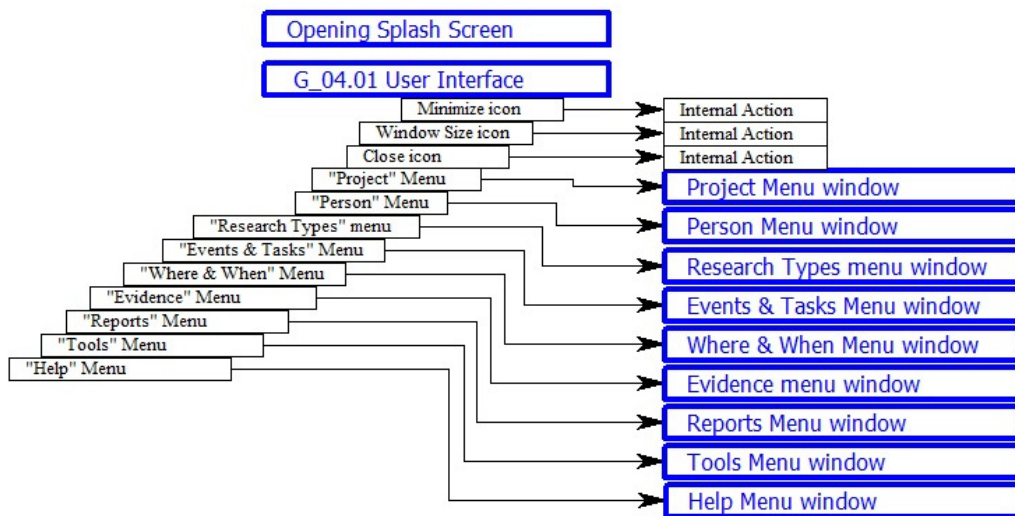 Opening Splash Screen
G_04.01 User Interface
Minimize icon
Internal Action
Window Size icon
Internal Action
Close icon
Internal Action
"Project" Menu
Project Menu window
"Person" Menu
Person Menu window
"Research Types" menu
Research Types menu window
"Events & Tasks" Menu
Events & Tasks Menu window
"Where & When" Menu
Where & When Menu window
"Evidence" Menu
Evidence menu window
"Reports" Menu
Reports Menu window
"Tools" Menu
Tools Menu window
"Help" Menu
Help Menu window